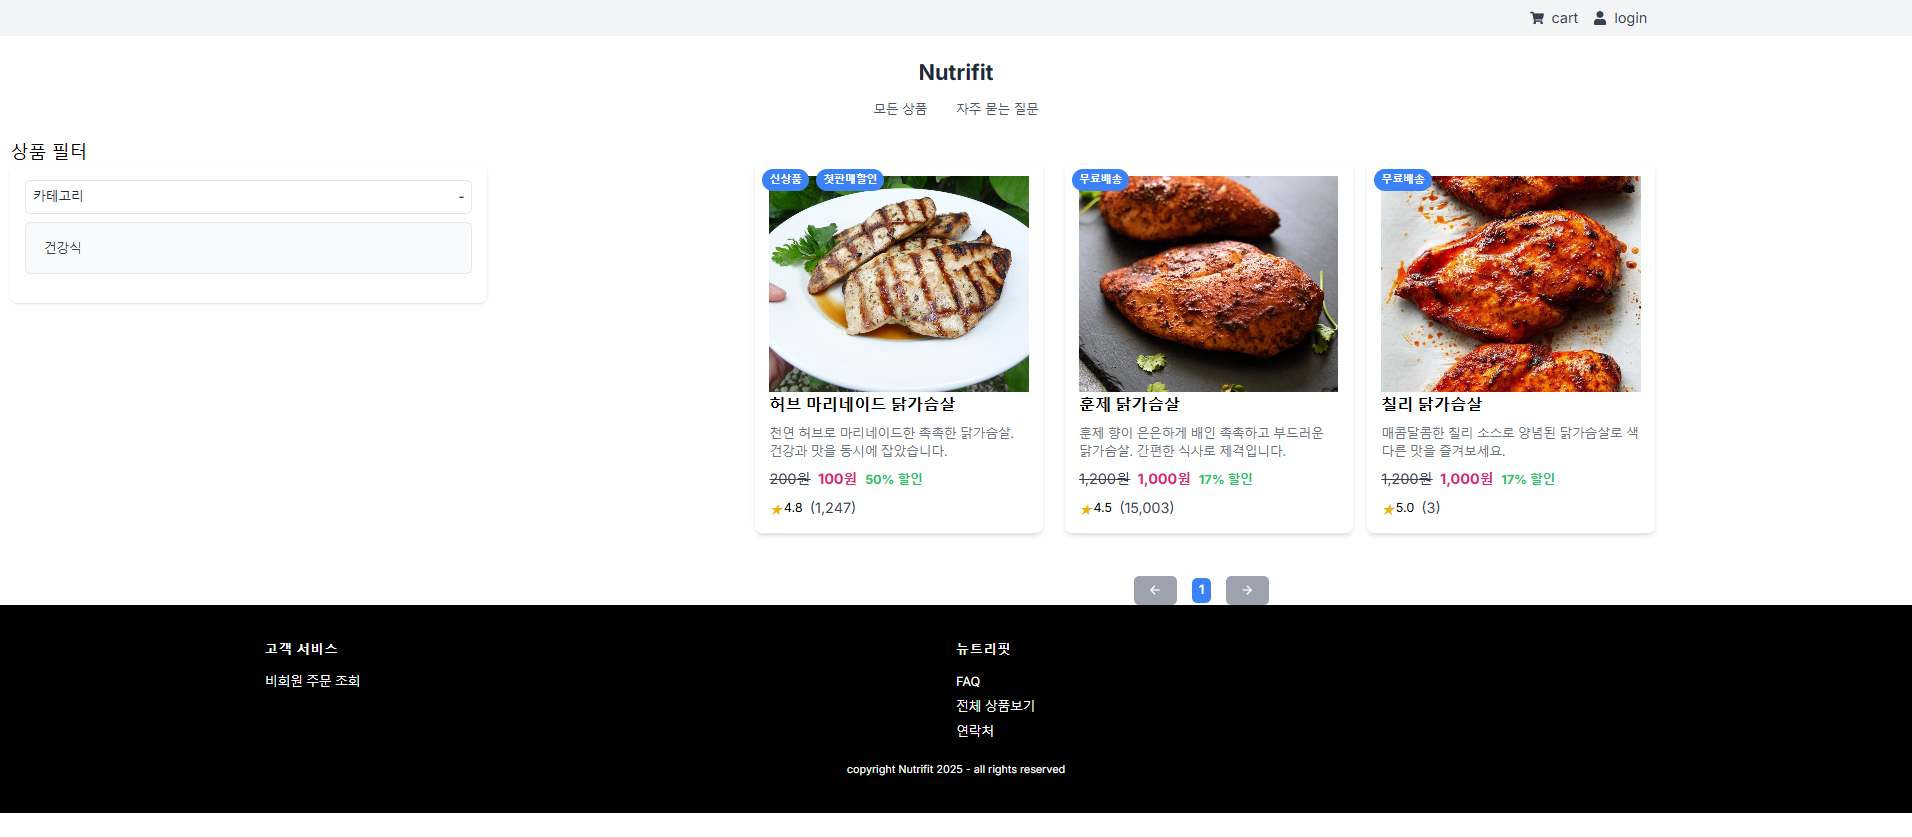 cart login
Nutrifit
모든 상품 자주 묻는 질문
상품 필터
카테고리 -
건강식
신상품 첫판매할인
허브 마리네이드 닭가슴살
천연 허브로 마리네이드한 촉촉한 닭가슴살.
건강과 맛을 동시에 잡았습니다.
200원 100원 50% 할인
★4.8 (1,247)
무료배송
훈제 닭가슴살
훈제 향이 은은하게 배인 촉촉하고 부드러운
닭가슴살. 간편한 식사로 제격입니다.
1,200원 1,000원 17% 할인
★4.5 (15,003)
무료배송
칠리 닭가슴살
매콤달콤한 칠리 소스로 양념된 닭가슴살로 색
다른 맛을 즐겨보세요.
1,200원 1,000원 17% 할인
★5.0 (3)
← 1 →
고객 서비스
비회원 주문 조회
뉴트리핏
FAQ
전체 상품보기
연락처
copyright Nutrifit 2025 - all rights reserved